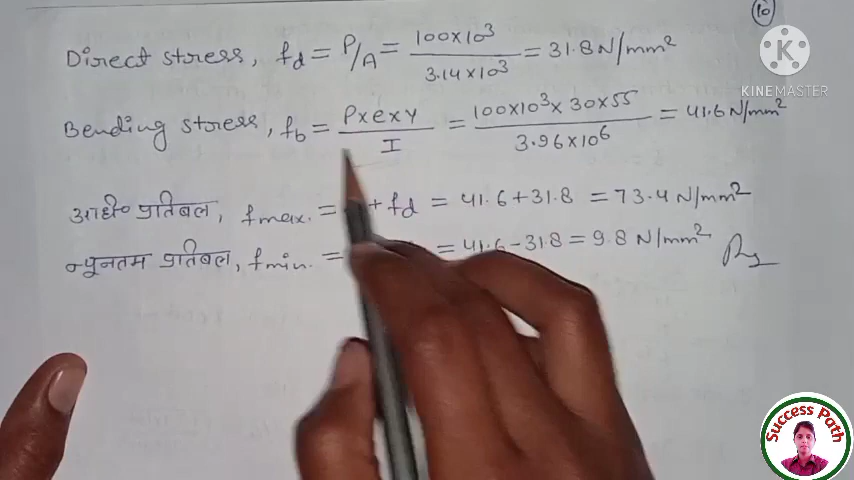 10
Direct stress, fd = P/A = 100×10³ / 3.14×10³ = 31.8 N/mm²
KINEMASTER
Bending stress, fb = P×e×y / I = 100×10³×30×55 / 3.96×10⁶ = 41.6 N/mm²
प्रतिबल, fmax. = + fd = 41.6+31.8 = 73.4 N/mm²
न्यूनतम प्रतिबल, fmin. = = 41.6-31.8 = 9.8 N/mm²
Success Path